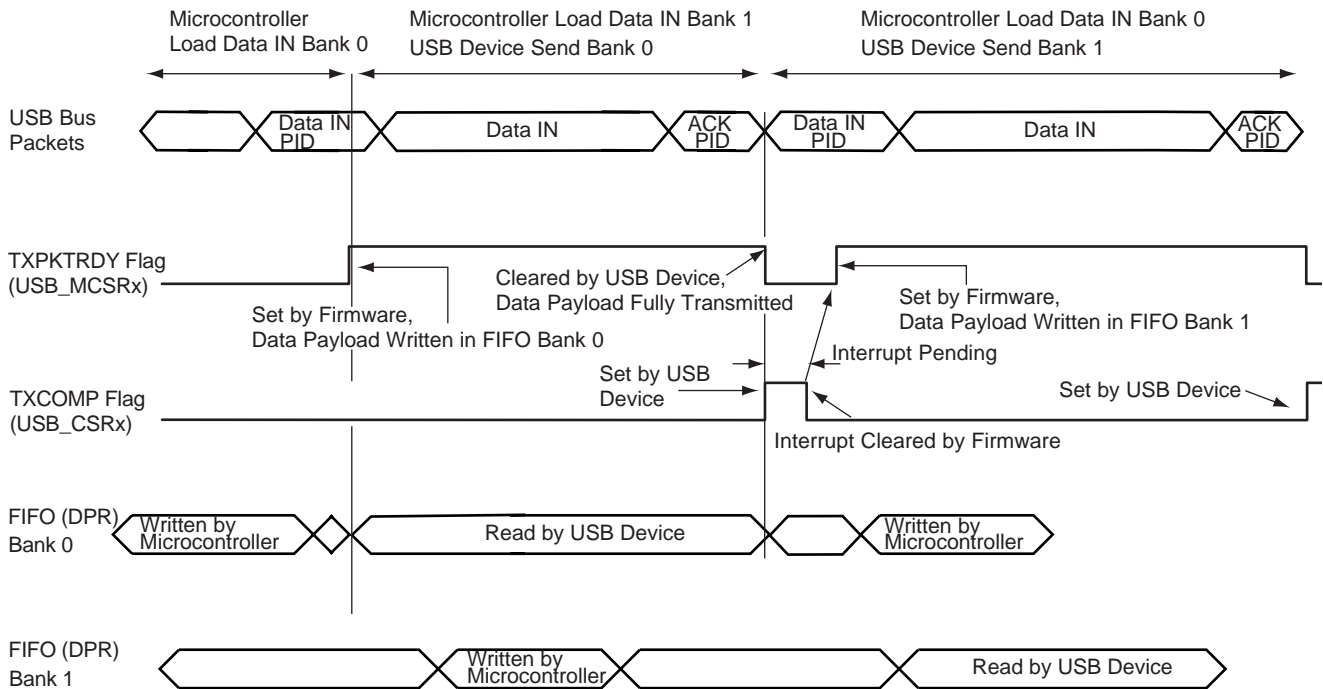 Microcontroller
Load Data IN Bank 0
Microcontroller Load Data IN Bank 1
USB Device Send Bank 0
Microcontroller Load Data IN Bank 0
USB Device Send Bank 1
USB Bus
Packets
Data IN
PID
Data IN
ACK
PID
Data IN
PID
Data IN
ACK
PID
TXPKTRDY Flag
(USB_MCSRx)
Set by Firmware,
Data Payload Written in FIFO Bank 0
Cleared by USB Device,
Data Payload Fully Transmitted
Set by Firmware,
Data Payload Written in FIFO Bank 1
Interrupt Pending
TXCOMP Flag
(USB_CSRx)
Set by USB
Device
Set by USB Device
Interrupt Cleared by Firmware
FIFO (DPR)
Bank 0
Written by
Microcontroller
Read by USB Device
Written by
Microcontroller
FIFO (DPR)
Bank 1
Written by
Microcontroller
Read by USB Device